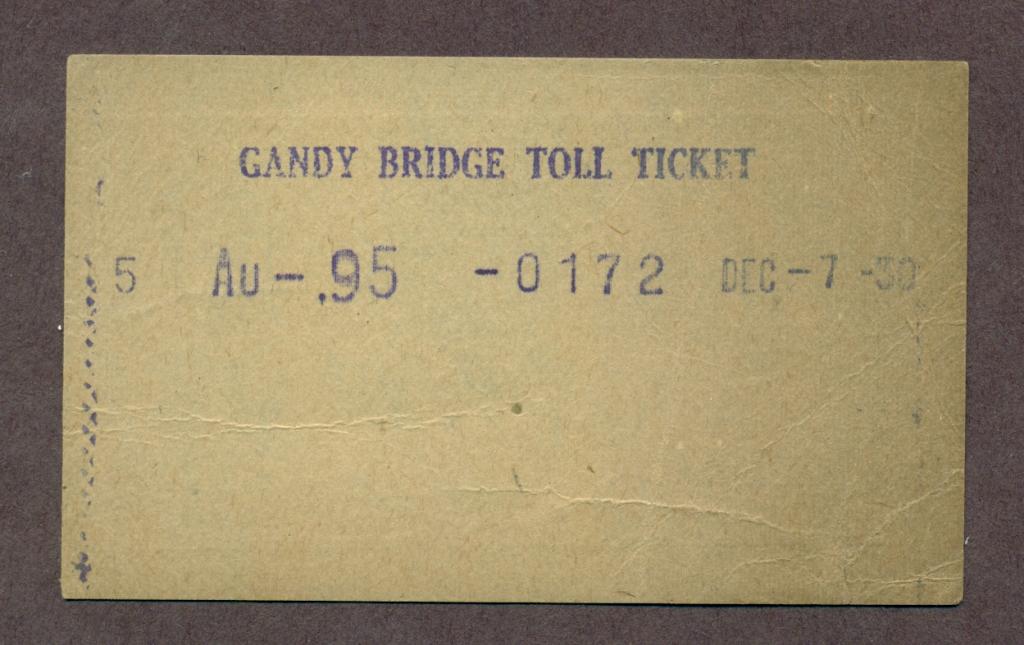 GANDY BRIDGE TOLL TICKET
5 Au-.95 -0172 DEC-7-30